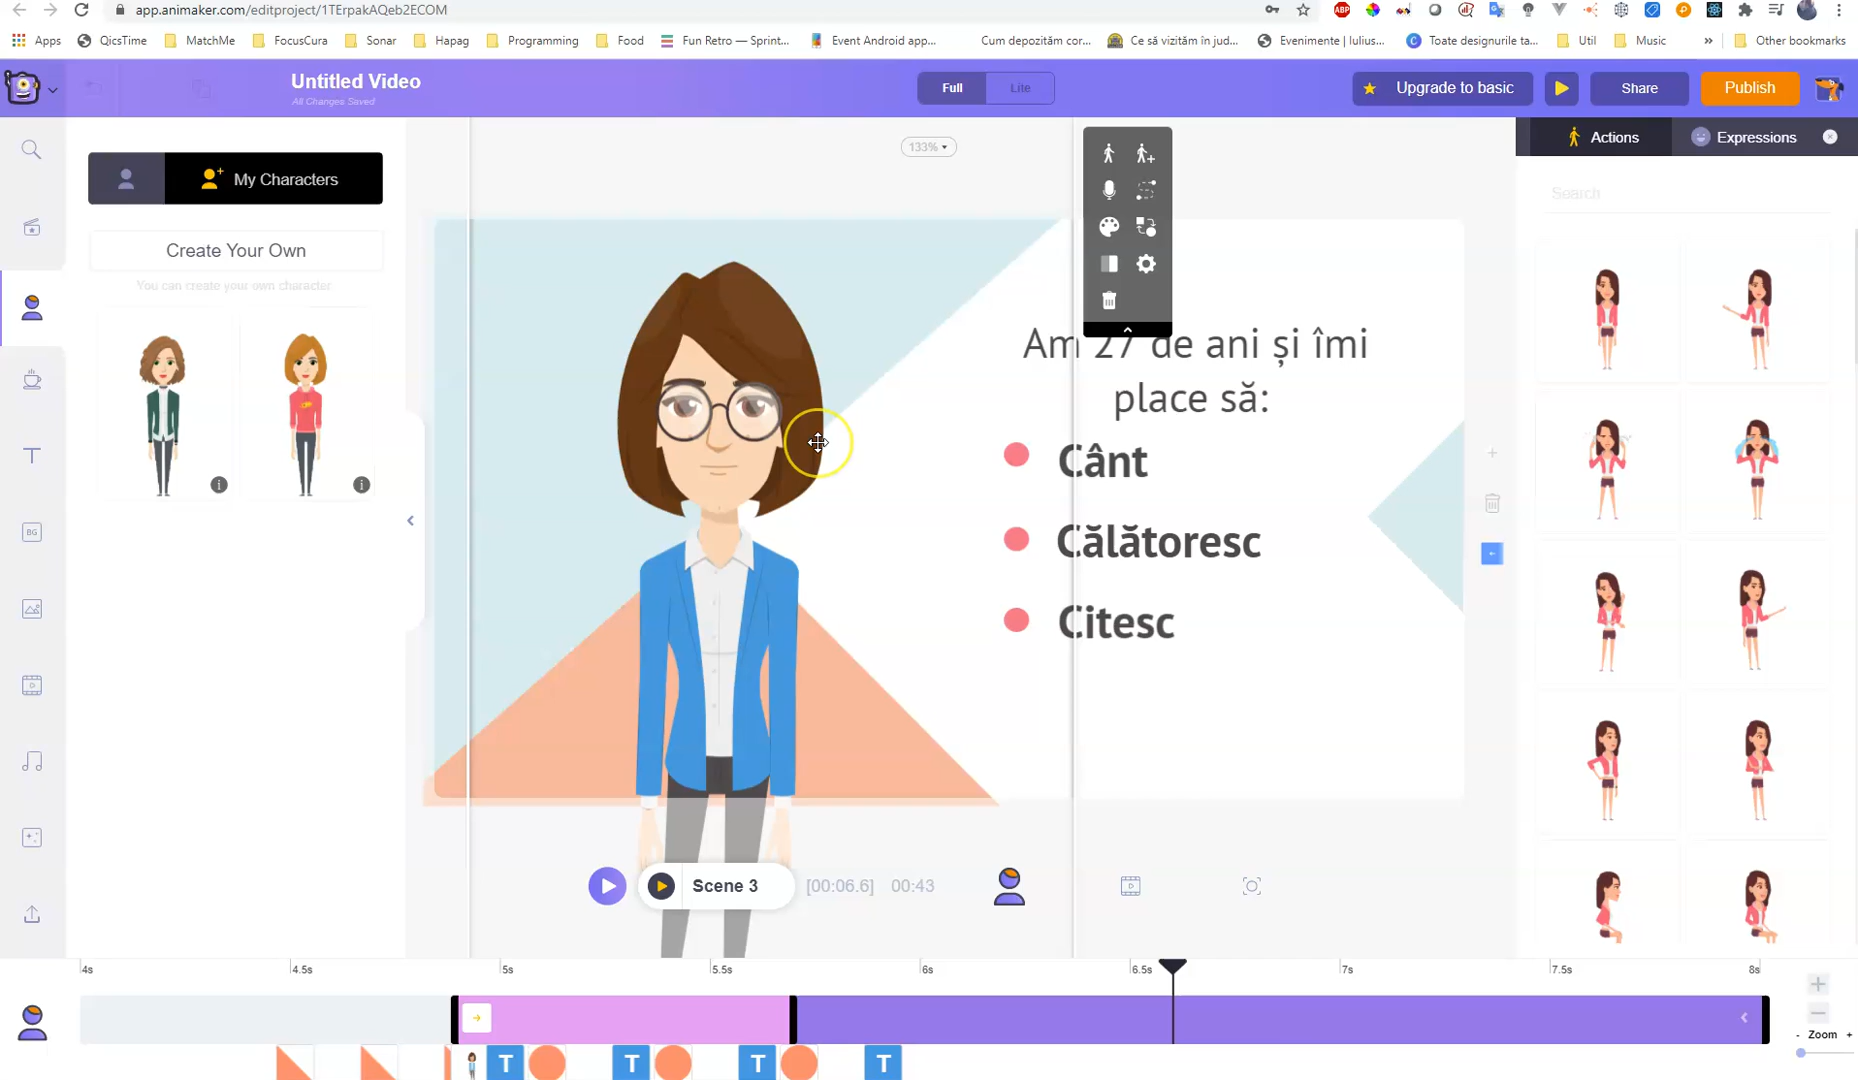 app.animaker.com/editproject/1TErpakAQeb2ECOM
ABP
Apps QicsTime MatchMe FocusCura Sonar Hapag Programming Food Fun Retro — Sprint... Event Android app... Cum depozităm cor... Ce să vizităm în jud... Evenimente | Iulius... Toate designurile ta... Util Music » Other bookmarks
Untitled Video
All Changes Saved
Full Lite
Upgrade to basic
Share
Publish
My Characters
133%
Actions Expressions
Search
Create Your Own
You can create your own character
Am 27 de ani și îmi
place să:
Cânt
Călătoresc
Citesc
T
BG
Scene 3 [00:06.6] 00:43
4s 4.5s 5s 5.5s 6s 6.5s 7s 7.5s 8s
- Zoom +
T T T T